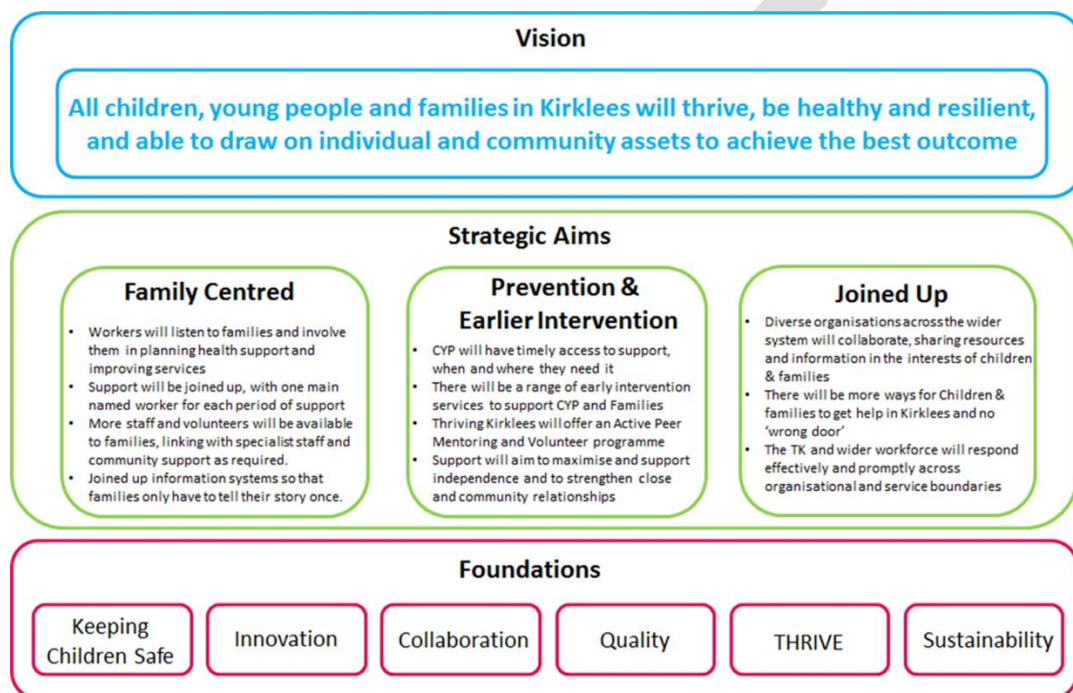 Vision
All children, young people and families in Kirklees will thrive, be healthy and resilient,
and able to draw on individual and community assets to achieve the best outcome
Strategic Aims
Family Centred
• Workers will listen to families and involve
them in planning health support and
improving services
• Support will be joined up, with one main
named worker for each period of support
• More staff and volunteers will be available
to families, linking with specialist staff and
community support as required.
• Joined up information systems so that
families only have to tell their story once.
Prevention &
Earlier Intervention
• CYP will have timely access to support,
when and where they need it
• There will be a range of early intervention
services to support CYP and Families
• Thriving Kirklees will offer an Active Peer
Mentoring and Volunteer programme
• Support will aim to maximise and support
independence and to strengthen close
and community relationships
Joined Up
• Diverse organisations across the wider
system will collaborate, sharing resources
and information in the interests of children
& families
• There will be more ways for Children &
families to get help in Kirklees and no
‘wrong door’
• The TK and wider workforce will respond
effectively and promptly across
organisational and service boundaries
Foundations
Keeping
Children Safe
Innovation
Collaboration
Quality
THRIVE
Sustainability